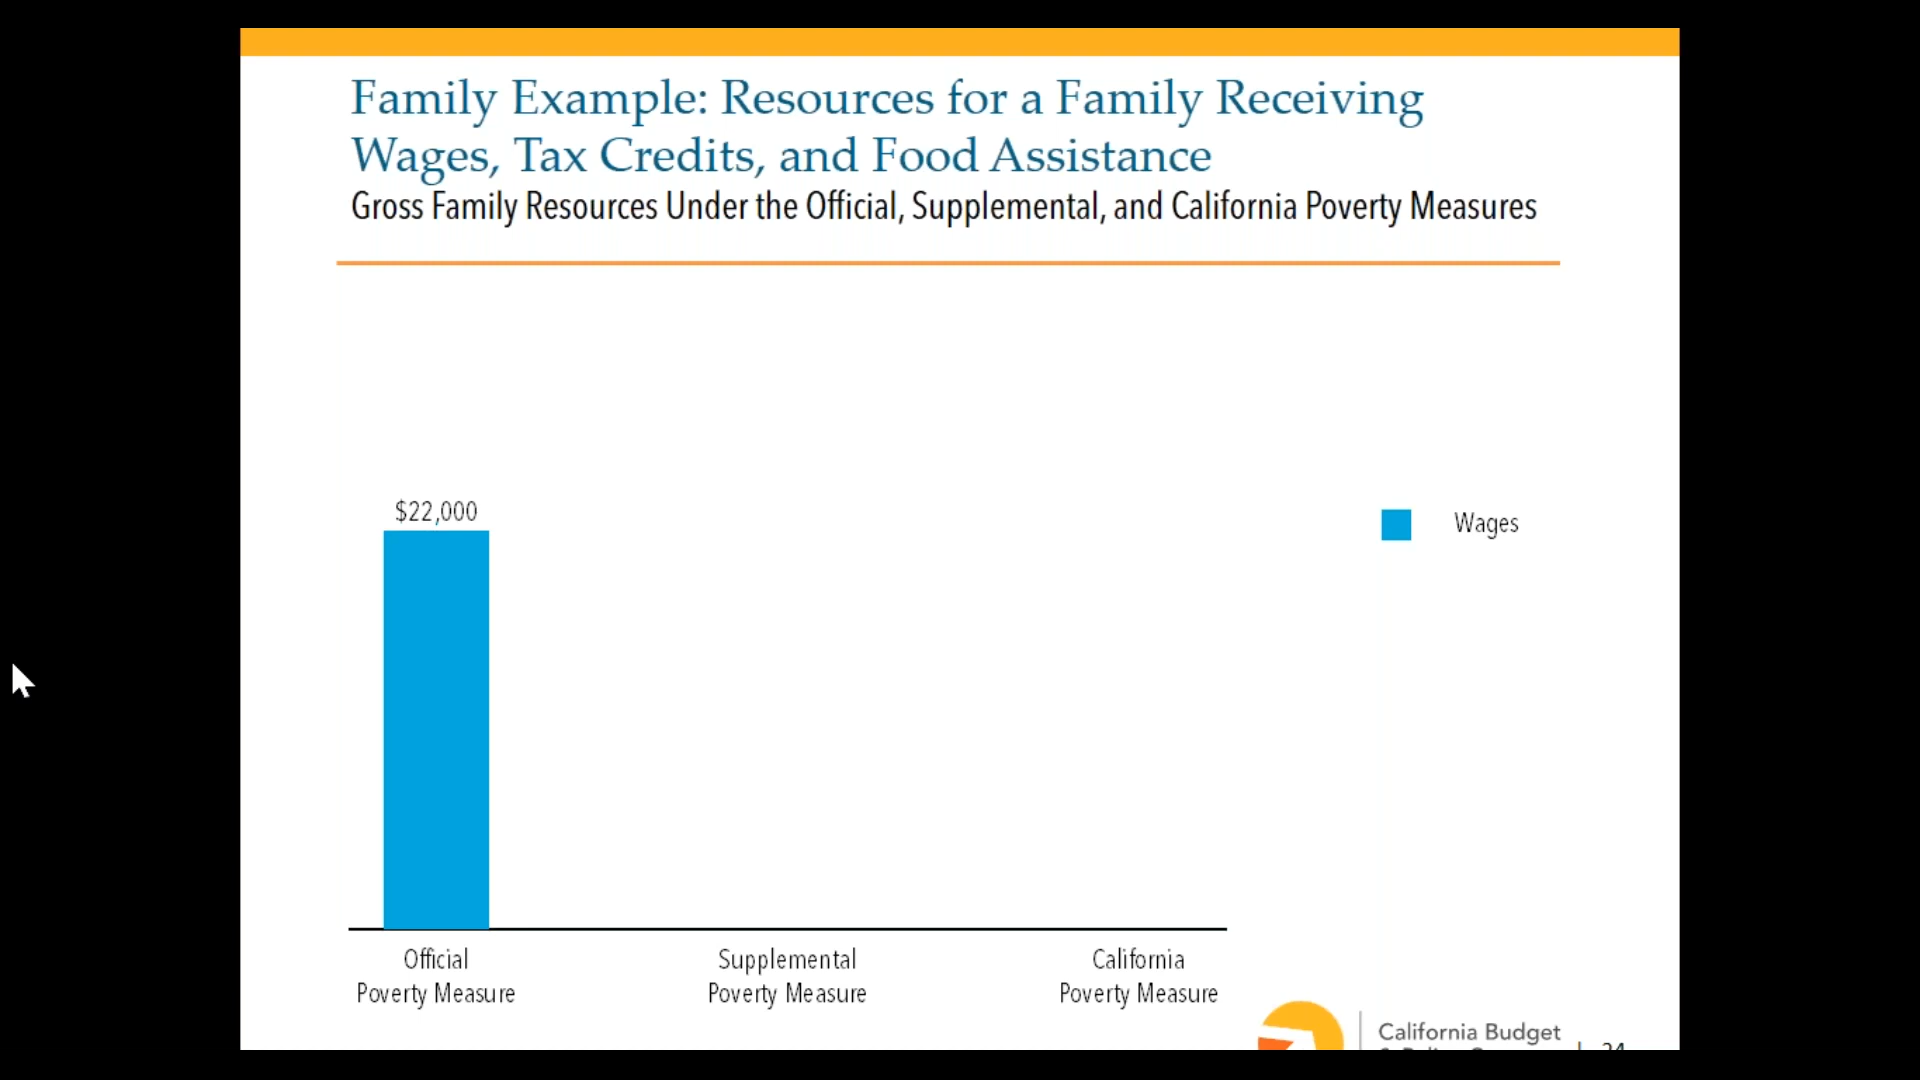 Family Example: Resources for a Family Receiving
Wages, Tax Credits, and Food Assistance
Gross Family Resources Under the Official, Supplemental, and California Poverty Measures
$22,000
Wages
Official
Poverty Measure
Supplemental
Poverty Measure
California
Poverty Measure
California Budget